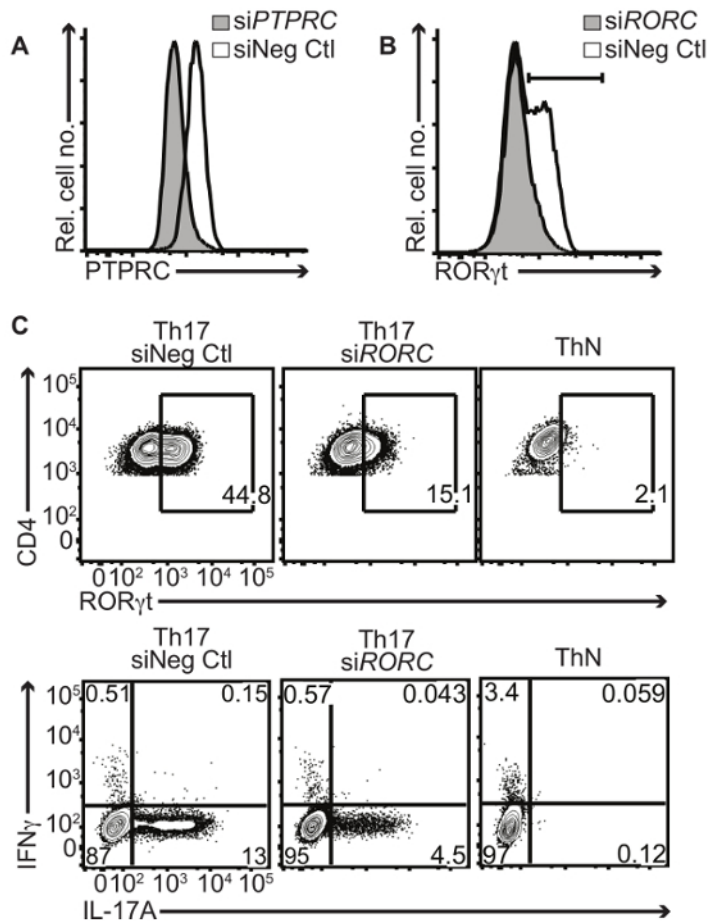 A
siPTPRC
siNeg Ctl
Rel. cell no.
PTPRC
B
siRORC
siNeg Ctl
Rel. cell no.
RORγt
C
Th17
siNeg Ctl
Th17
siRORC
ThN
CD4
10⁵
10⁴
10³
10²
0
44.8
15.1
2.1
0 10² 10³ 10⁴ 10⁵
RORγt
Th17
siNeg Ctl
Th17
siRORC
ThN
IFNγ
10⁵
10⁴
10³
10²
0
0.51 0.15
87 13
0.57 0.043
95 4.5
3.4 0.059
97 0.12
0 10² 10³ 10⁴ 10⁵
IL-17A